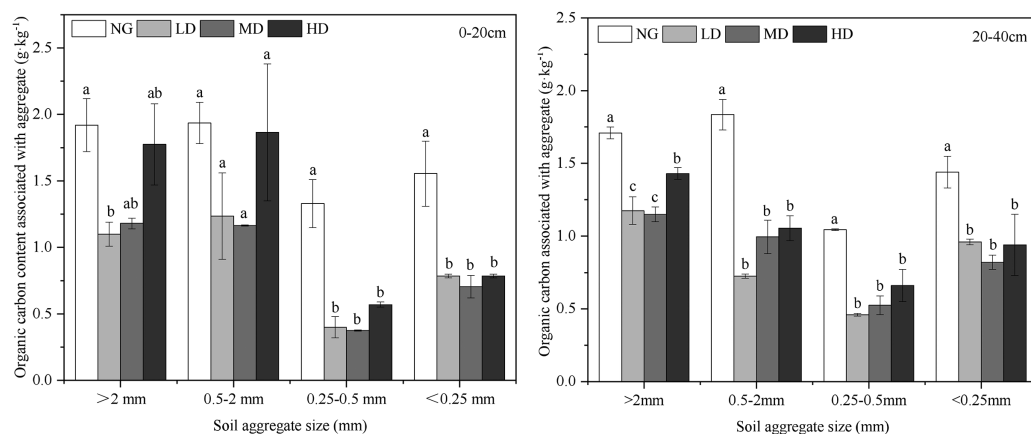 Organic carbon content associated with aggregate (g·kg⁻¹)
2.5
2.0
1.5
1.0
0.5
0.0
NG LD MD HD
0-20cm
a b ab ab
a a a a
a b b b
a b b b
>2 mm 0.5-2 mm 0.25-0.5 mm <0.25 mm
Soil aggregate size (mm)
Organic carbon associated with aggregate (g·kg⁻¹)
2.5
2.0
1.5
1.0
0.5
0.0
NG LD MD HD
20-40cm
a c c b
a b b b
a b b b
a b b b
>2mm 0.5-2mm 0.25-0.5mm <0.25mm
Soil aggregate size (mm)